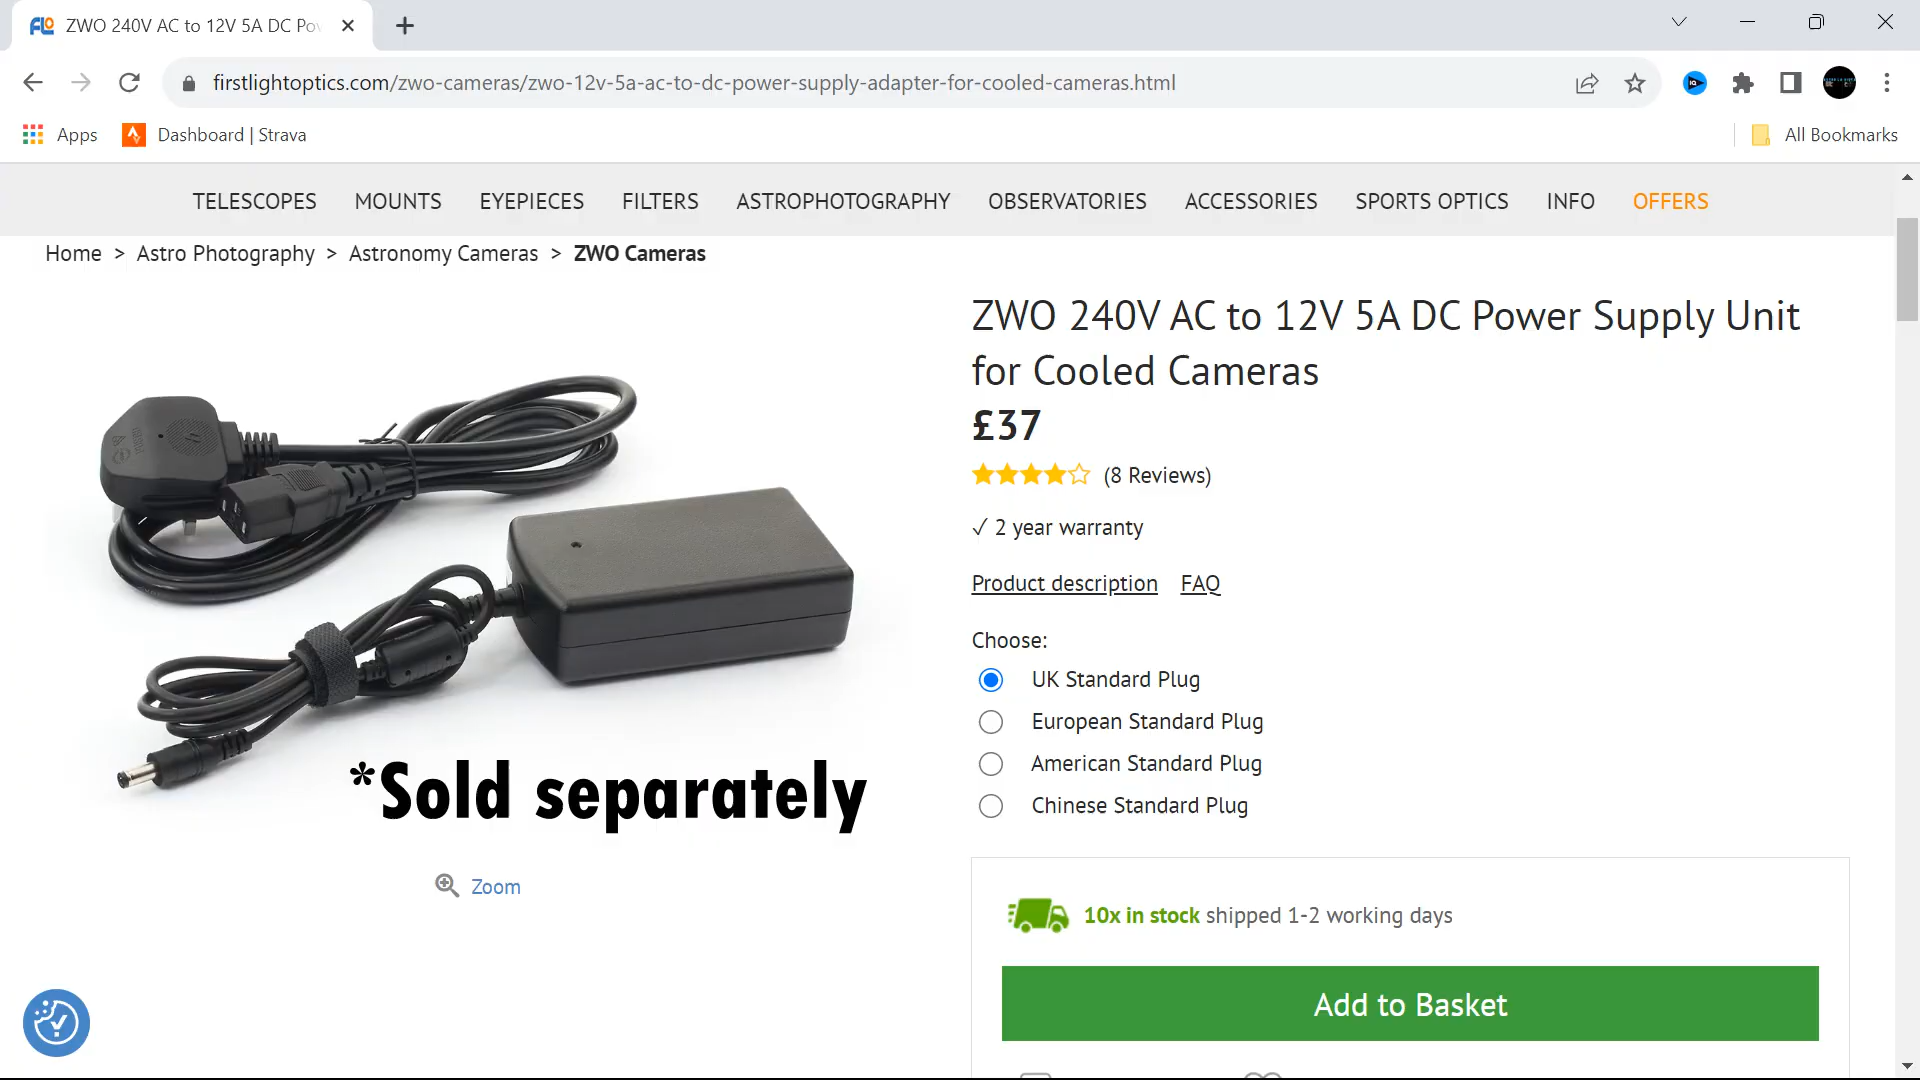 ZWO 240V AC to 12V 5A DC Po
firstlightoptics.com/zwo-cameras/zwo-12v-5a-ac-to-dc-power-supply-adapter-for-cooled-cameras.html
Apps Dashboard | Strava All Bookmarks
TELESCOPES MOUNTS EYEPIECES FILTERS ASTROPHOTOGRAPHY OBSERVATORIES ACCESSORIES SPORTS OPTICS INFO OFFERS
Home > Astro Photography > Astronomy Cameras > ZWO Cameras
ZWO 240V AC to 12V 5A DC Power Supply Unit
for Cooled Cameras
£37
(8 Reviews)
✓ 2 year warranty
Product description FAQ
Choose:
UK Standard Plug
European Standard Plug
American Standard Plug
Chinese Standard Plug
*Sold separately
Zoom
10x in stock shipped 1-2 working days
Add to Basket